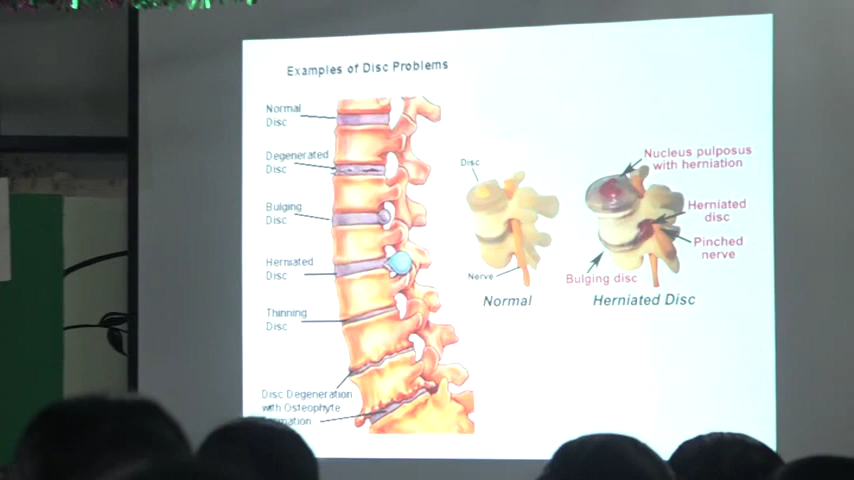 Examples of Disc Problems
Normal
Disc
Degenerated
Disc
Bulging
Disc
Herniated
Disc
Thinning
Disc
Disc Degeneration
with Osteophyte
Disc
Nerve
Normal
Nucleus pulposus
with herniation
Herniated
disc
Pinched
nerve
Bulging disc
Herniated Disc